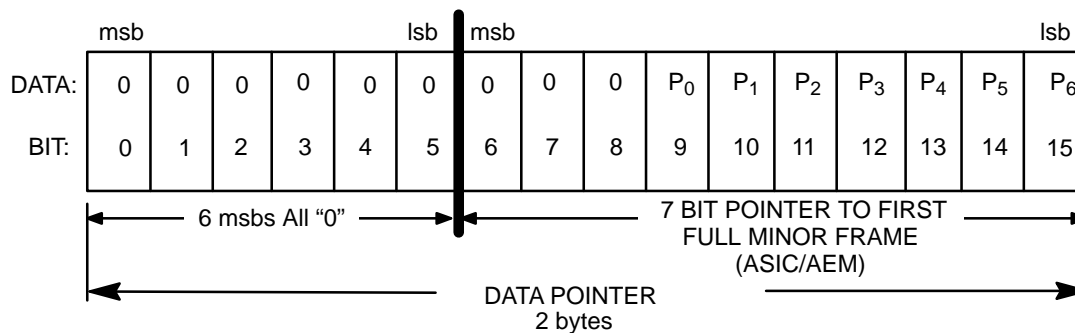 msb lsb msb lsb
DATA: 0 0 0 0 0 0 0 0 0 P0 P1 P2 P3 P4 P5 P6
BIT: 0 1 2 3 4 5 6 7 8 9 10 11 12 13 14 15
6 msbs All “0” 7 BIT POINTER TO FIRST
FULL MINOR FRAME
(ASIC/AEM)
DATA POINTER
2 bytes